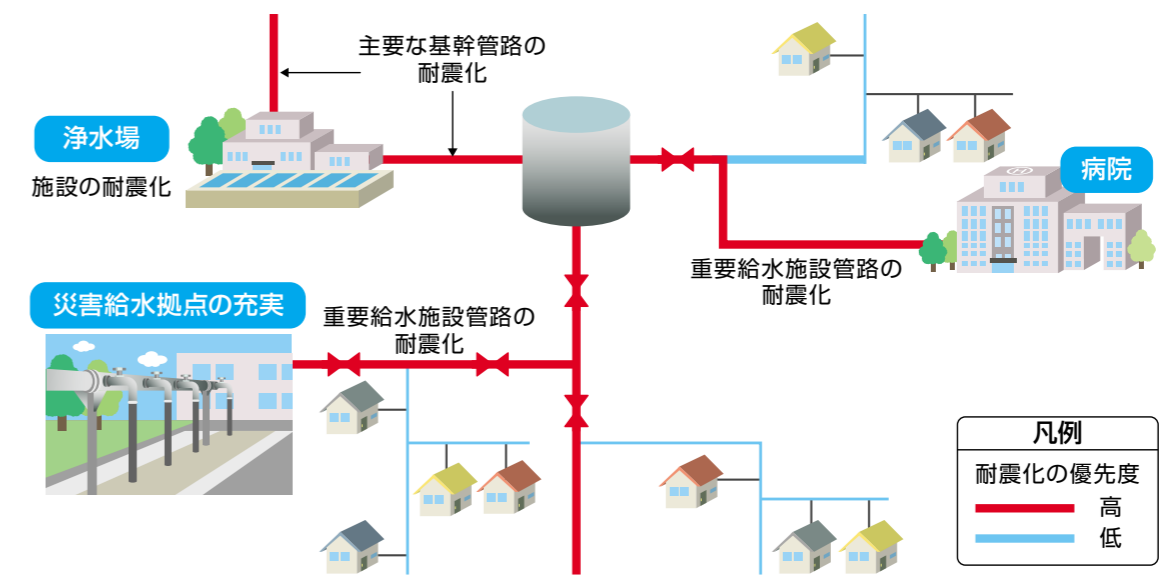 主要な基幹管路の
耐震化
浄水場
施設の耐震化
病院
重要給水施設管路の
耐震化
災害給水拠点の充実
重要給水施設管路の
耐震化
凡例
耐震化の優先度
高
低